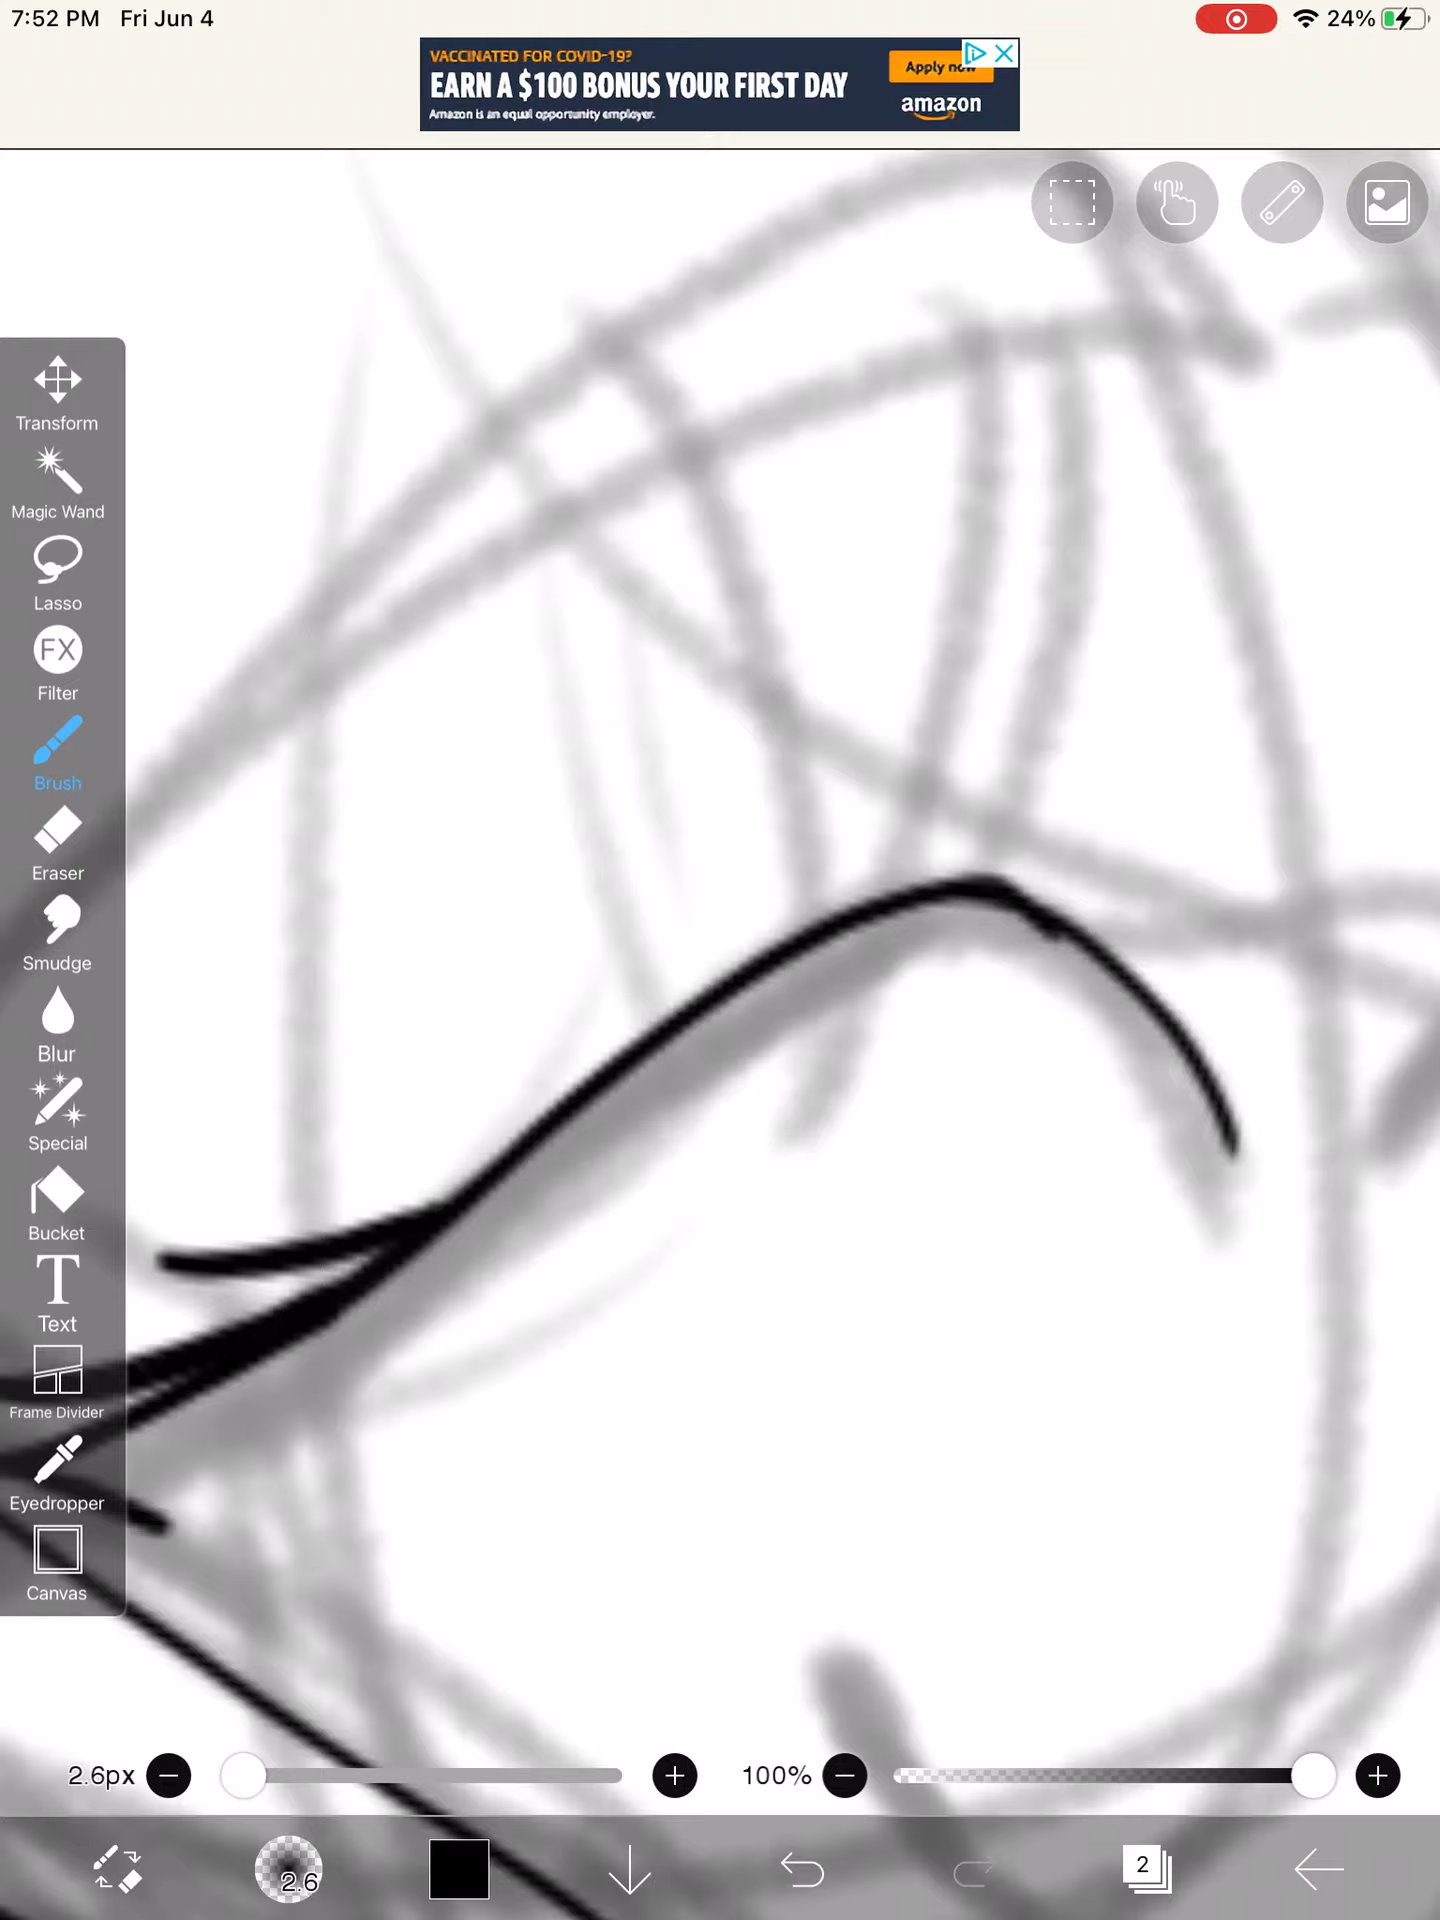 7:52 PM Fri Jun 4
24%
VACCINATED FOR COVID-19?
EARN A $100 BONUS YOUR FIRST DAY
Amazon is an equal opportunity employer.
Apply now
amazon
Transform
Magic Wand
Lasso
FX
Filter
Brush
Eraser
Smudge
Blur
Special
Bucket
T
Text
Frame Divider
Eyedropper
Canvas
2.6px
100%
2.6
2